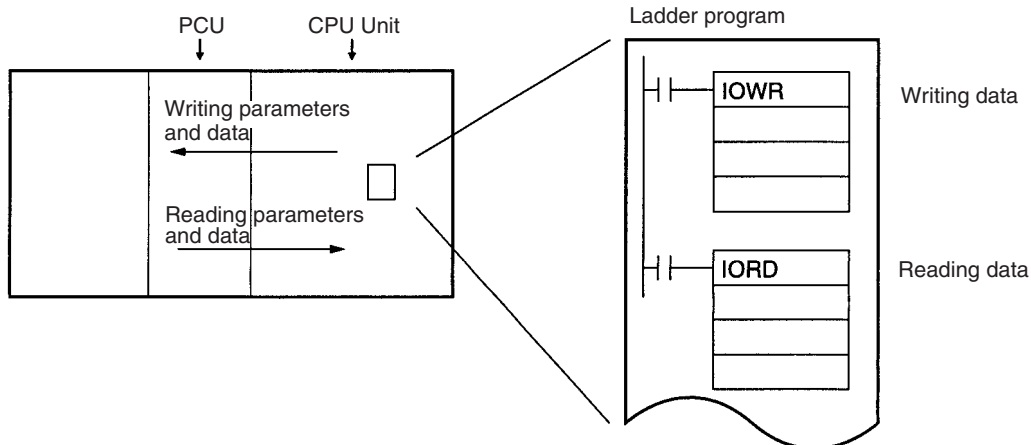 PCU
CPU Unit
Writing parameters
and data
Reading parameters
and data
Ladder program
IOWR
Writing data
IORD
Reading data